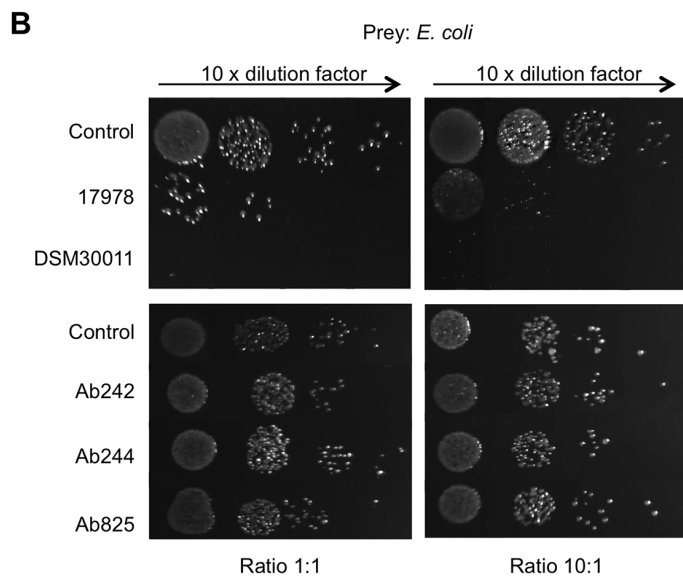 B
Prey: E. coli
10 x dilution factor
10 x dilution factor
Control
17978
DSM30011
Control
Ab242
Ab244
Ab825
Ratio 1:1
Ratio 10:1